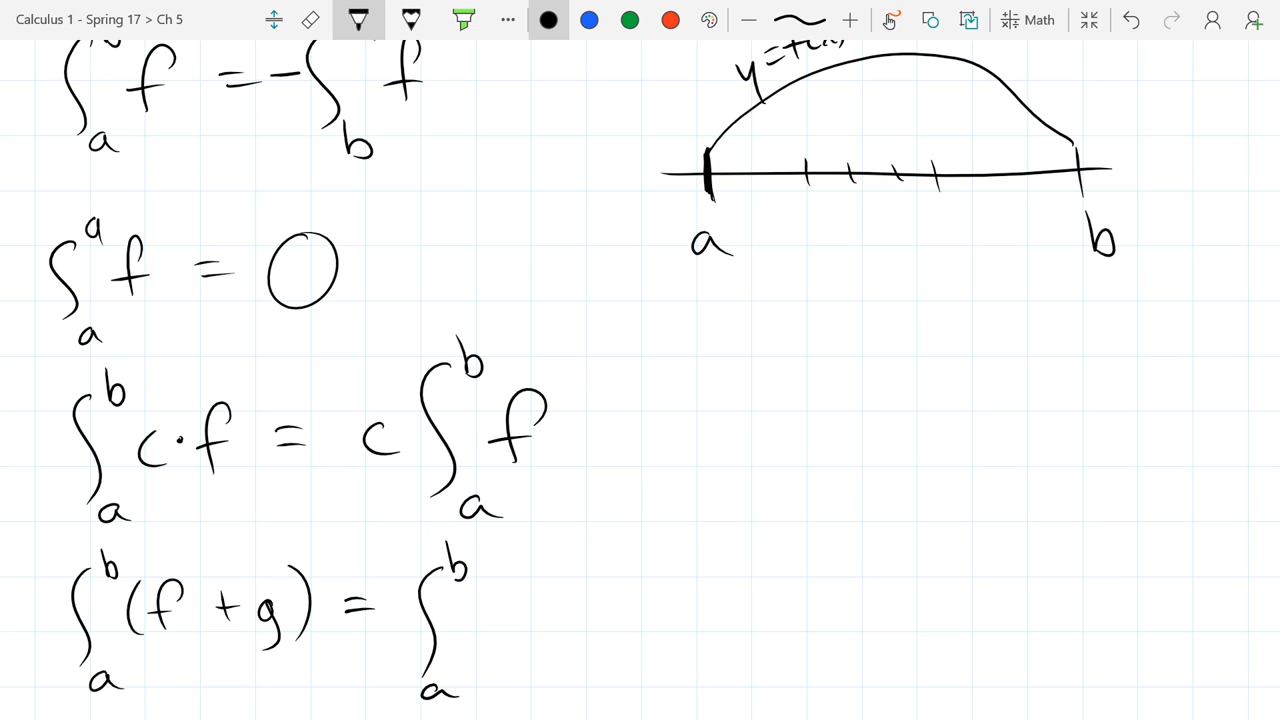 Calculus 1 - Spring 17 > Ch 5
Math
∫_a f = -∫_b f
y = f(x)
a b
∫_a^a f = 0
∫_a^b c·f = c ∫_a^b f
∫_a^b (f + g) = ∫_a^b